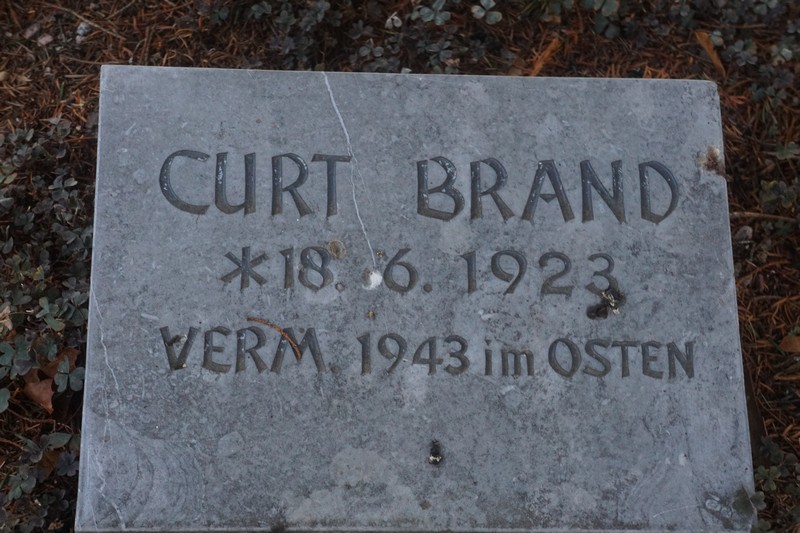 CURT BRAND
*18. 6. 1923
VERM. 1943 im OSTEN